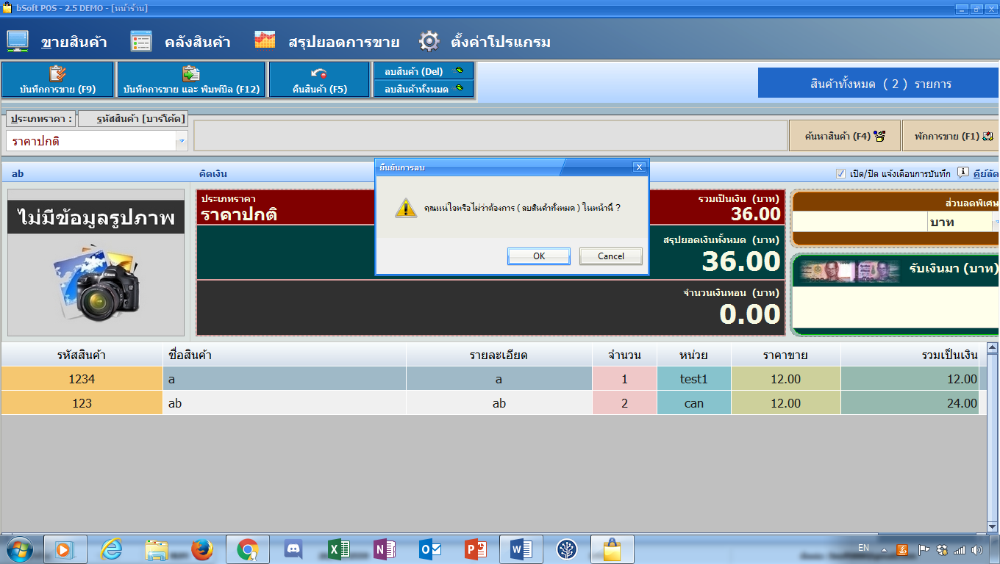 bSoft POS - 2.5 DEMO - [หน้าร้าน]
ขายสินค้า คลังสินค้า สรุปยอดการขาย ตั้งค่าโปรแกรม
บันทึกการขาย (F9) บันทึกการขาย และ พิมพ์บิล (F12) คืนสินค้า (F5) ลบสินค้า (Del)
ลบสินค้าทั้งหมด
สินค้าทั้งหมด ( 2 ) รายการ
ประเภทราคา : รหัสสินค้า [บาร์โค้ด]
ราคาปกติ
ค้นหาสินค้า (F4) พักการขาย (F1)
ab คิดเงิน
เปิด/ปิด แจ้งเตือนการบันทึก คีย์ลัด
ไม่มีข้อมูลรูปภาพ
ประเภทราคา
ราคาปกติ
รวมเป็นเงิน (บาท)
36.00
สรุปยอดเงินทั้งหมด (บาท)
36.00
จำนวนเงินทอน (บาท)
0.00
ส่วนลดพิเศษ
บาท
รับเงินมา (บาท)
ยืนยันการลบ
คุณแน่ใจหรือไม่ว่าต้องการ ( ลบสินค้าทั้งหมด ) ในหน้านี้ ?
OK Cancel
รหัสสินค้า ชื่อสินค้า รายละเอียด จำนวน หน่วย ราคาขาย รวมเป็นเงิน
1234 a a 1 test1 12.00 12.00
123 ab ab 2 can 12.00 24.00
EN